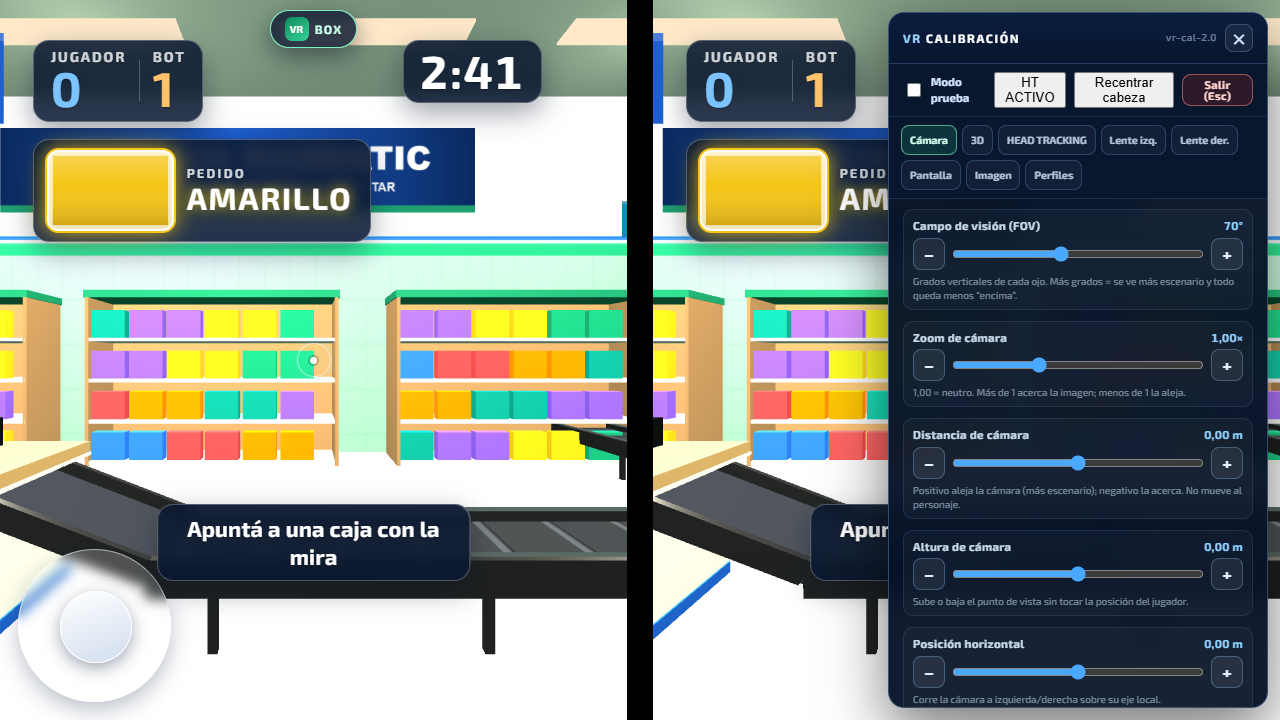 VR BOX
JUGADOR BOT
0 1
2:41
TIC
TAR
PEDIDO
AMARILLO
Apuntá a una caja con la
mira
JUGADOR BOT
0 1
PEDID
AM
Apun
VR CALIBRACIÓN vr-cal-2.0 ✕
Modo
prueba
HT
ACTIVO
Recentrar
cabeza
Salir
(Esc)
Cámara 3D HEAD TRACKING Lente izq. Lente der.
Pantalla Imagen Perfiles
Campo de visión (FOV) 70°
– +
Grados verticales de cada ojo. Más grados = se ve más escenario y todo
queda menos "encima".
Zoom de cámara 1,00×
– +
1,00 = neutro. Más de 1 acerca la imagen; menos de 1 la aleja.
Distancia de cámara 0,00 m
– +
Positivo aleja la cámara (más escenario); negativo la acerca. No mueve al
personaje.
Altura de cámara 0,00 m
– +
Sube o baja el punto de vista sin tocar la posición del jugador.
Posición horizontal 0,00 m
– +
Corre la cámara a izquierda/derecha sobre su eje local.